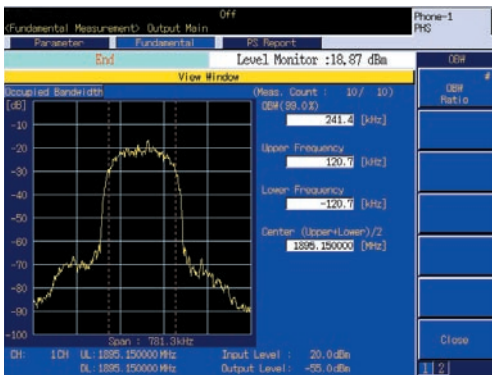 Off
<Fundamental Measurement> Output Main
Phone-1
PHS
Parameter Fundamental PS Report
End Level Monitor :18.87 dBm OBW
View Window
Occupied Bandwidth (Meas. Count : 10/ 10)
[dB] OBW(99.0%)
241.4 [kHz]
#
OBW
Ratio
-10
-20
-30
-40
-50
-60
-70
-80
-90
-100
Upper Frequency
120.7 [kHz]
Lower Frequency
-120.7 [kHz]
Center (Upper+Lower)/2
1895.150000 [MHz]
Span : 781.3kHz
Close
CH: 1CH UL: 1895.150000 MHz Input Level : 20.0dBm
DL: 1895.150000 MHz Output Level: -55.0dBm
1 2